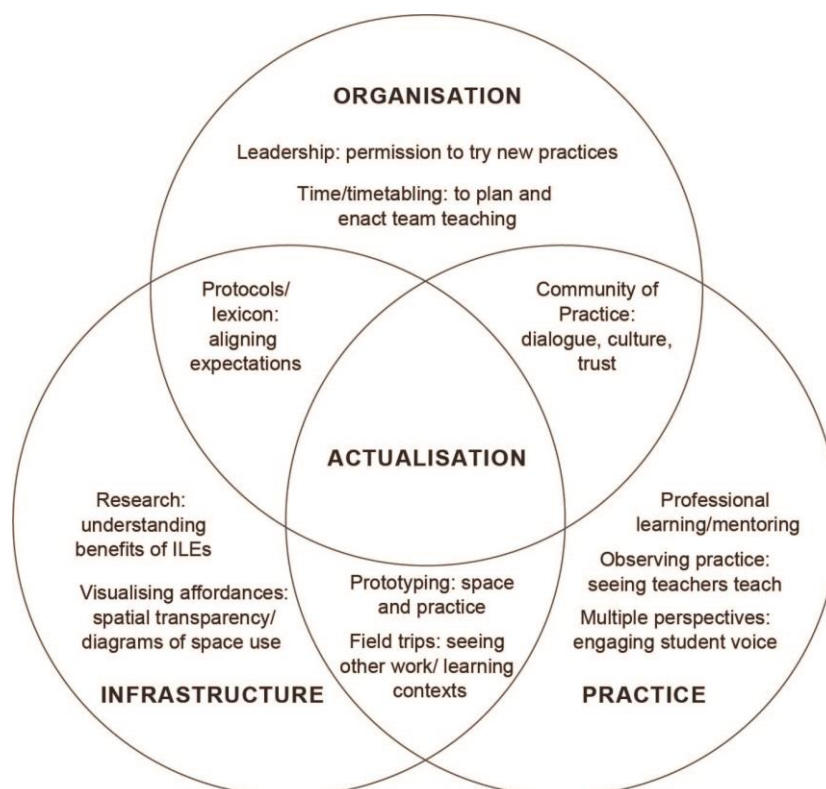 ORGANISATION
Leadership: permission to try new practices
Time/timetabling: to plan and
enact team teaching
Protocols/
lexicon:
aligning
expectations
Community of
Practice:
dialogue, culture,
trust
ACTUALISATION
Research:
understanding
benefits of ILEs
Visualising affordances:
spatial transparency/
diagrams of space use
INFRASTRUCTURE
Prototyping: space
and practice
Field trips: seeing
other work/ learning
contexts
Professional
learning/mentoring
Observing practice:
seeing teachers teach
Multiple perspectives:
engaging student voice
PRACTICE